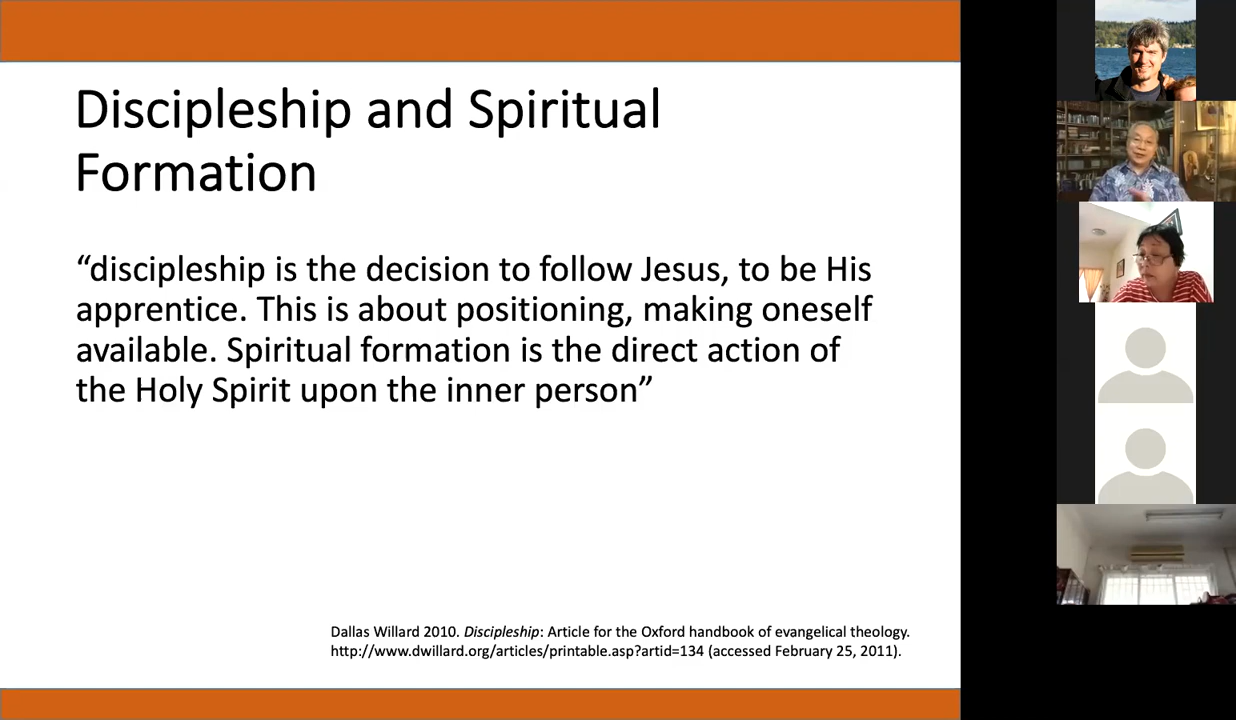 Discipleship and Spiritual
Formation
“discipleship is the decision to follow Jesus, to be His
apprentice. This is about positioning, making oneself
available. Spiritual formation is the direct action of
the Holy Spirit upon the inner person”
Dallas Willard 2010. Discipleship: Article for the Oxford handbook of evangelical theology.
http://www.dwillard.org/articles/printable.asp?artid=134 (accessed February 25, 2011).